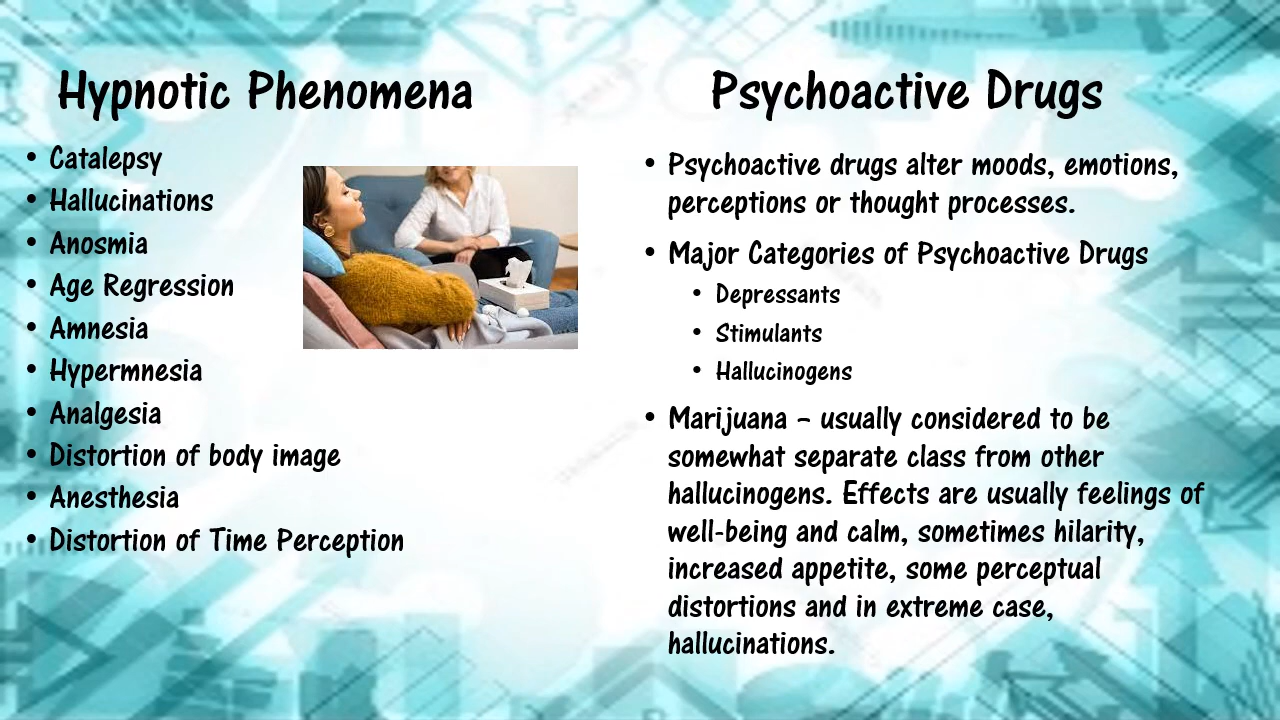 Hypnotic Phenomena
• Catalepsy
• Hallucinations
• Anosmia
• Age Regression
• Amnesia
• Hypermnesia
• Analgesia
• Distortion of body image
• Anesthesia
• Distortion of Time Perception
Psychoactive Drugs
• Psychoactive drugs alter moods, emotions,
perceptions or thought processes.
• Major Categories of Psychoactive Drugs
• Depressants
• Stimulants
• Hallucinogens
• Marijuana – usually considered to be
somewhat separate class from other
hallucinogens. Effects are usually feelings of
well-being and calm, sometimes hilarity,
increased appetite, some perceptual
distortions and in extreme case,
hallucinations.